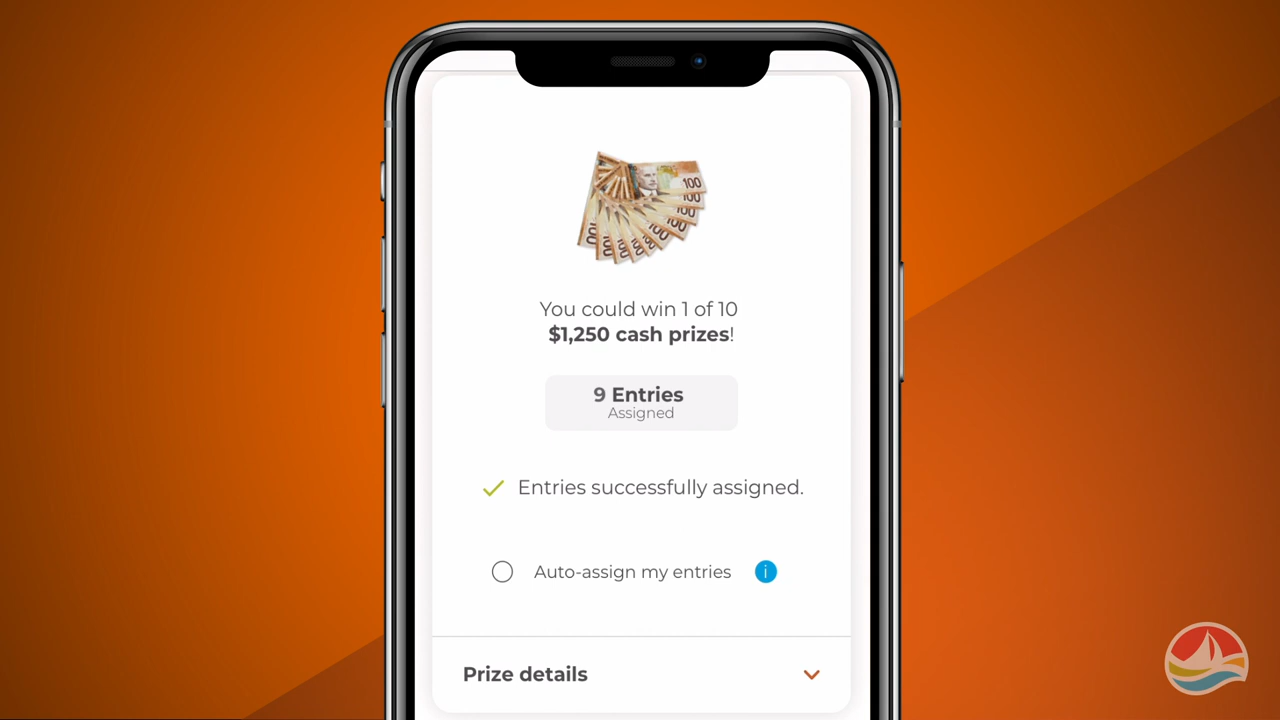 100
You could win 1 of 10
$1,250 cash prizes!
9 Entries
Assigned
Entries successfully assigned.
Auto-assign my entries
i
Prize details